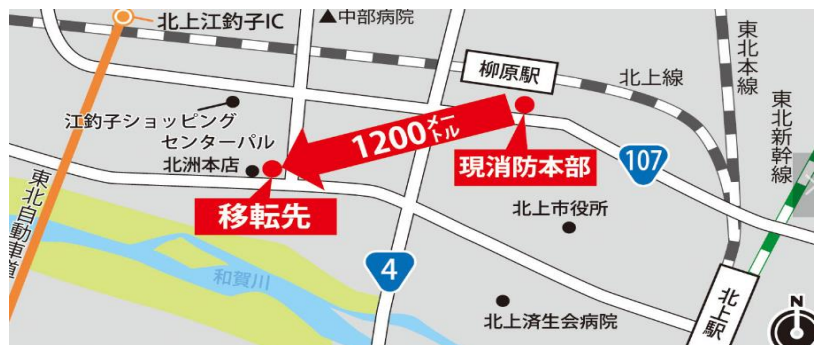 北上江釣子IC
▲中部病院
柳原駅
北上線
東北本線
東北新幹線
江釣子ショッピング
センターパル
北洲本店
1200メートル
現消防本部
107
移転先
北上市役所
東北自動車道
4
和賀川
北上済生会病院
北上駅
N